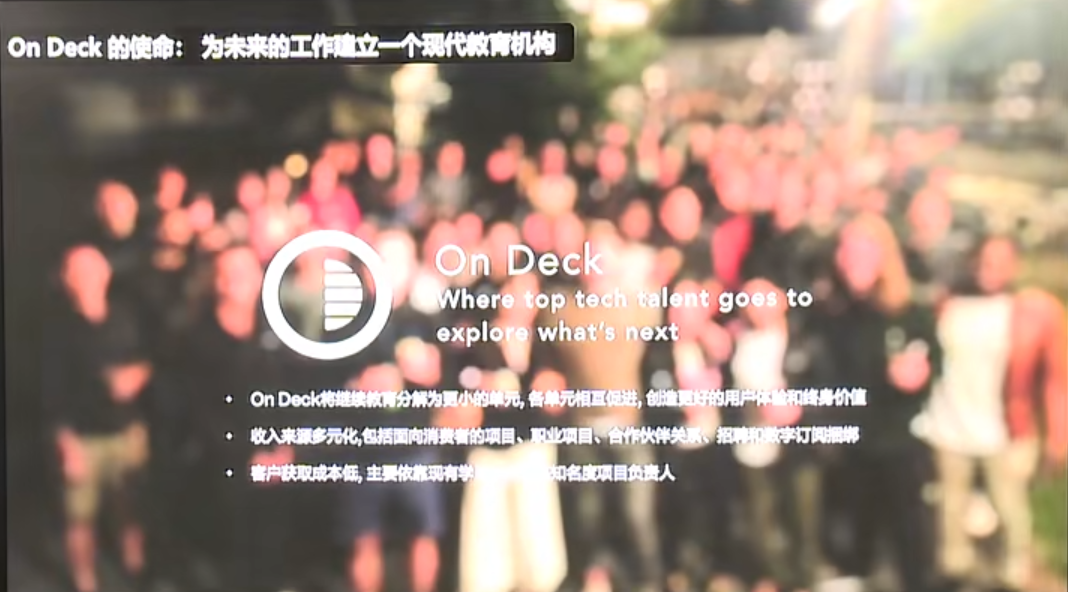 On Deck 的使命： 为未来的工作建立一个现代教育机构
On Deck
Where top tech talent goes to
explore what's next
• On Deck将继续教育分解为更小的单元, 各单元相互促进, 创造更好的用户体验和终身价值
• 收入来源多元化,包括面向消费者的项目、职业项目、合作伙伴关系、招聘和数字订阅捆绑
• 客户获取成本低, 主要依靠现有学 知名度项目负责人